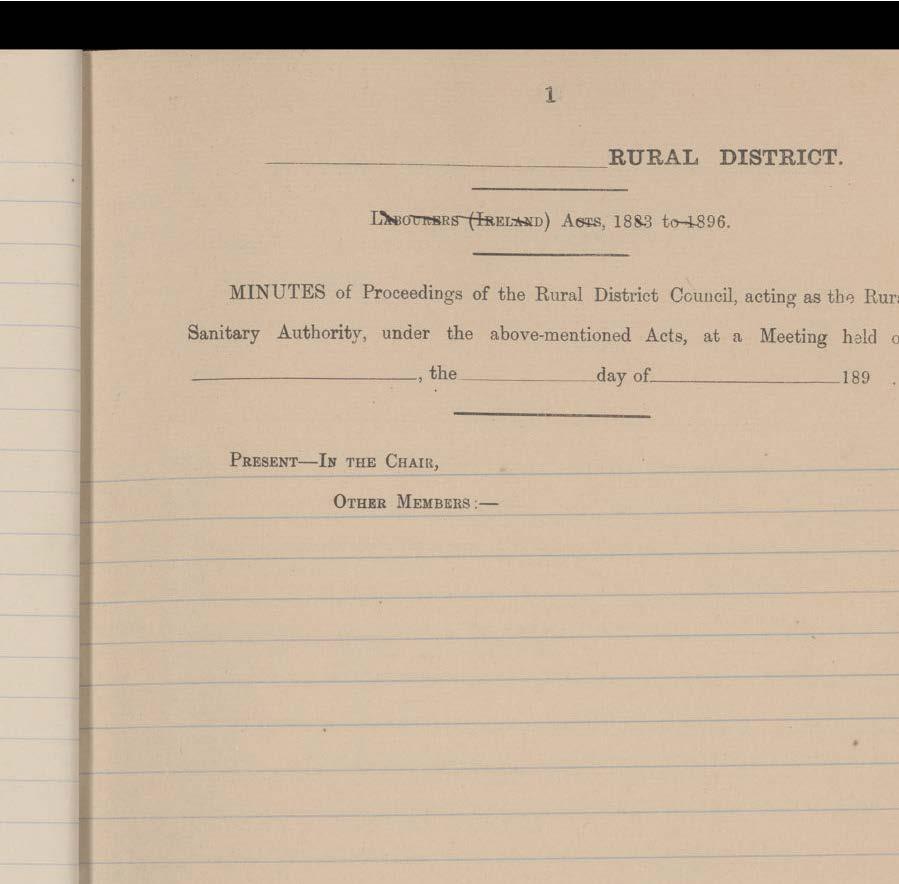 1
RURAL DISTRICT.
LABOURERS (IRELAND) ACTS, 1883 to 1896.
MINUTES of Proceedings of the Rural District Council, acting as the Rur
Sanitary Authority, under the above-mentioned Acts, at a Meeting held o
, the day of 189 .
PRESENT—IN THE CHAIR,
OTHER MEMBERS:—